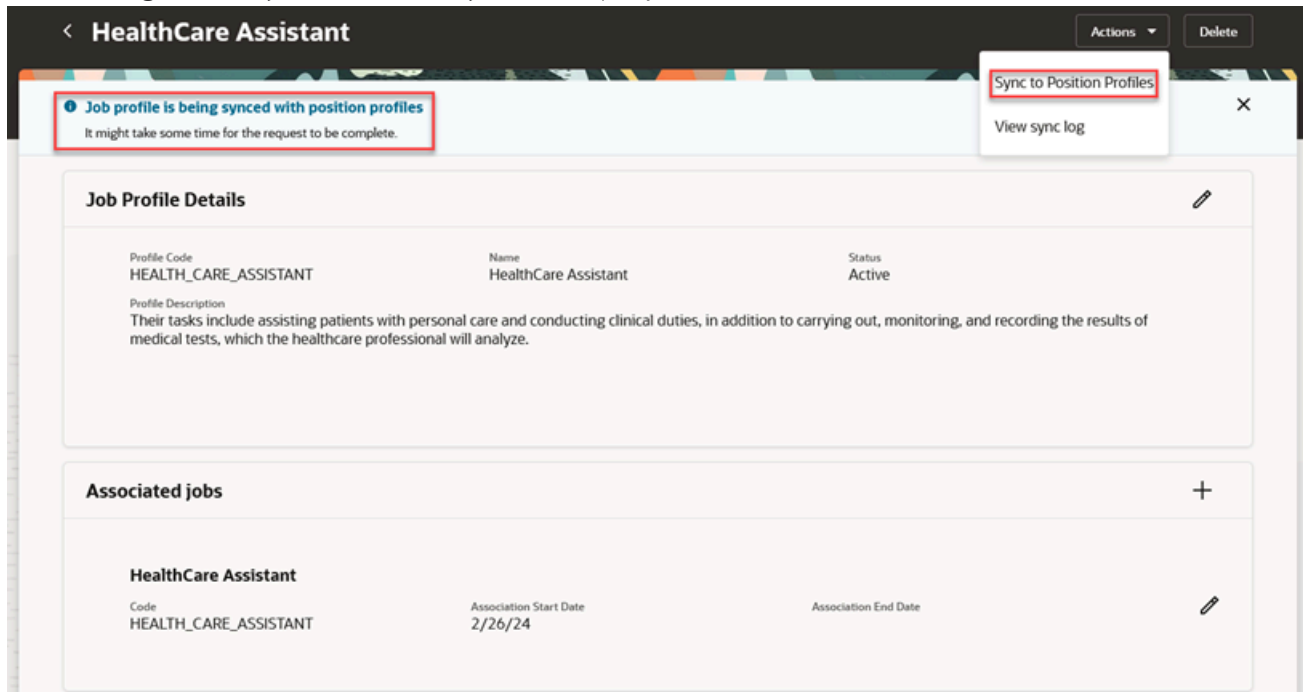 HealthCare Assistant
Actions
Delete
Sync to Position Profiles
View sync log
Job profile is being synced with position profiles
It might take some time for the request to be complete.
Job Profile Details
Profile Code
HEALTH_CARE_ASSISTANT
Name
HealthCare Assistant
Status
Active
Profile Description
Their tasks include assisting patients with personal care and conducting clinical duties, in addition to carrying out, monitoring, and recording the results of
medical tests, which the healthcare professional will analyze.
Associated jobs
HealthCare Assistant
Code
HEALTH_CARE_ASSISTANT
Association Start Date
2/26/24
Association End Date